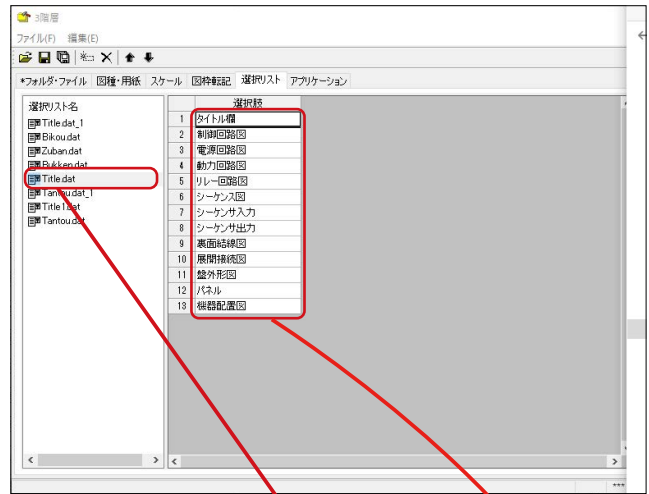 3階層
ファイル(F) 編集(E)
*フォルダ・ファイル 図種・用紙 スケール 図枠転記 選択リスト アプリケーション
選択リスト名
Title.dat_1
Bikou.dat
Zuban.dat
Bukken.dat
Title.dat
Tantou.dat_1
Title1.dat
Tantou.dat
選択肢
1 タイトル欄
2 制御回路図
3 電源回路図
4 動力回路図
5 リレー回路図
6 シーケンス図
7 シーケンサ入力
8 シーケンサ出力
9 裏面結線図
10 展開接続図
11 盤外形図
12 パネル
13 機器配置図
***